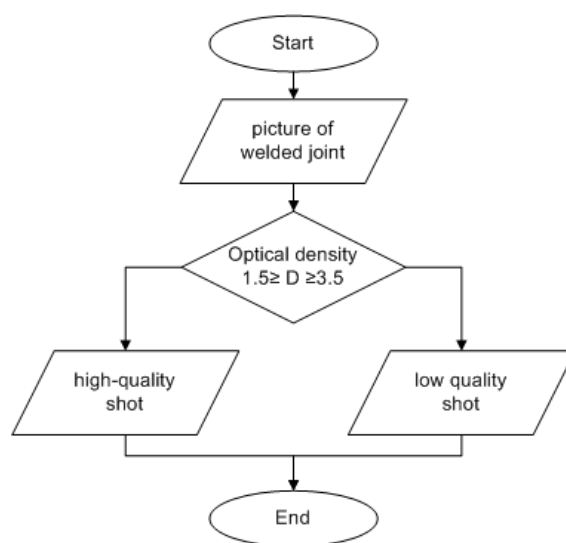 Start
picture of
welded joint
Optical density
1.5≥ D ≥3.5
high-quality
shot
low quality
shot
End